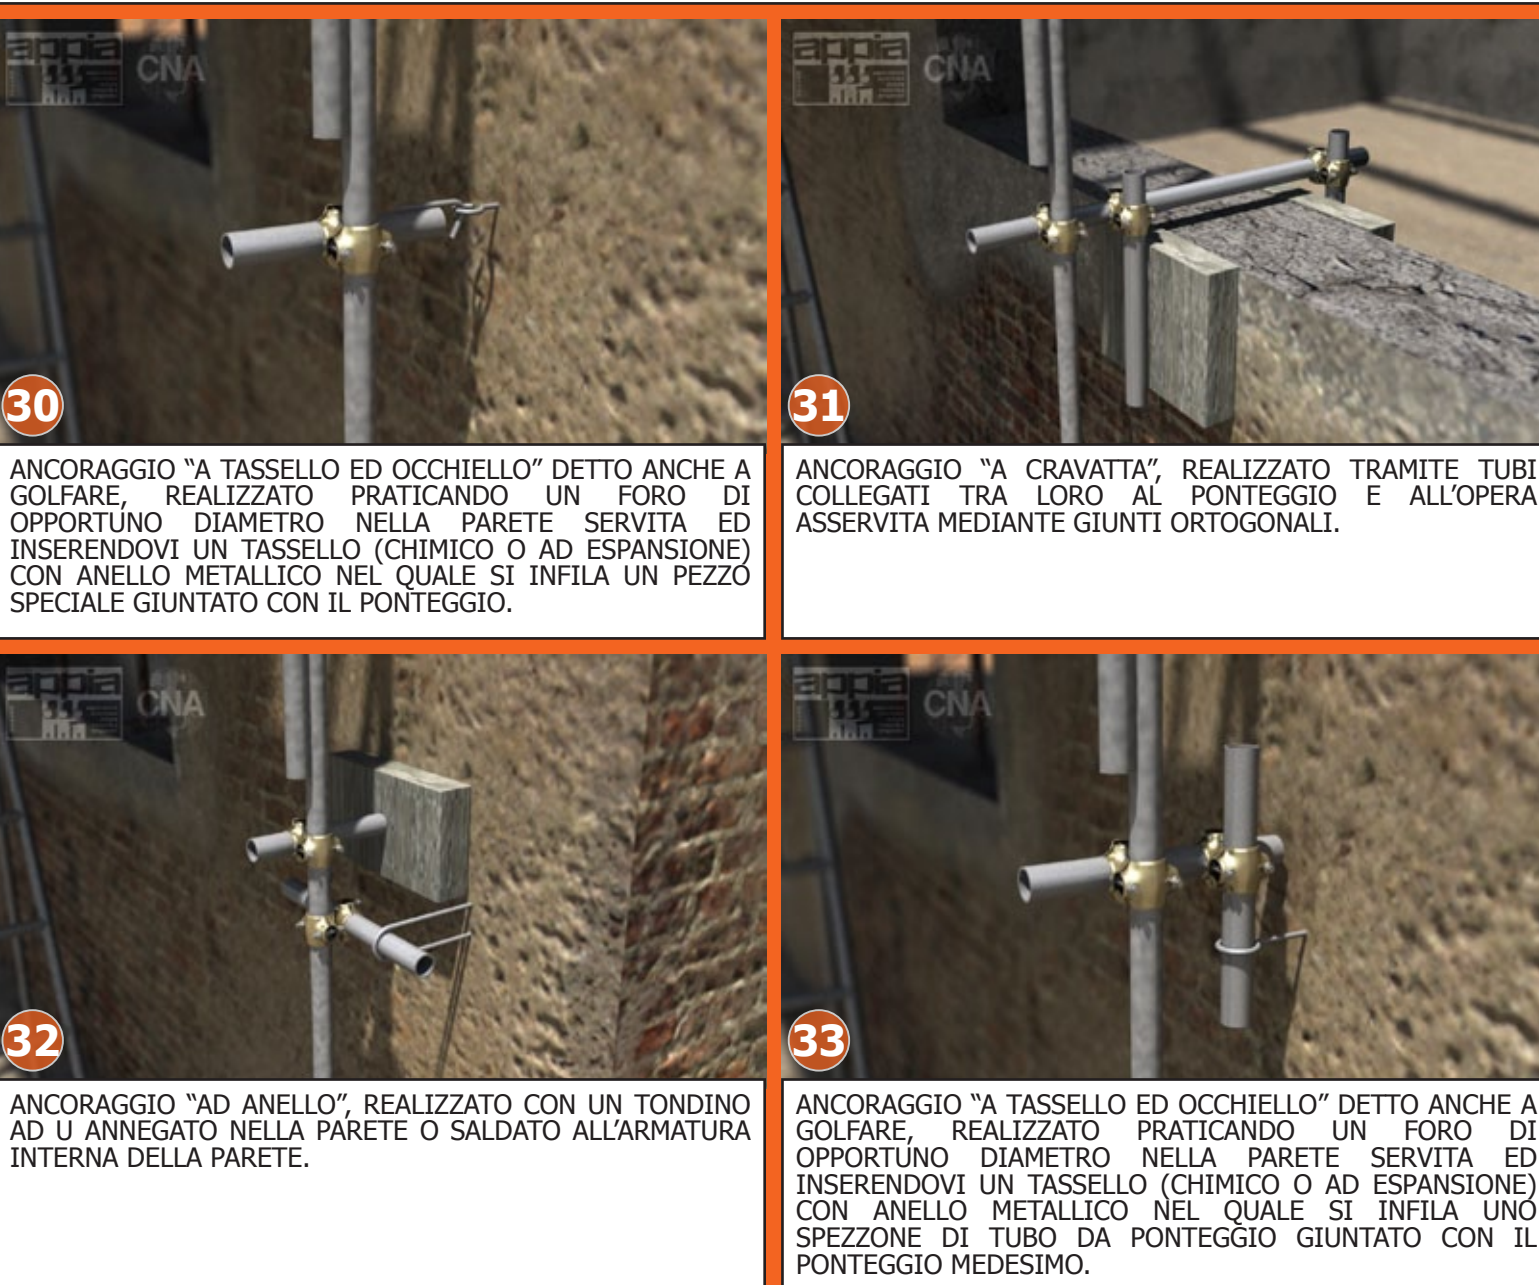 appia
CNA
30
ANCORAGGIO “A TASSELLO ED OCCHIELLO” DETTO ANCHE A
GOLFARE, REALIZZATO PRATICANDO UN FORO DI
OPPORTUNO DIAMETRO NELLA PARETE SERVITA ED
INSERENDOVI UN TASSELLO (CHIMICO O AD ESPANSIONE)
CON ANELLO METALLICO NEL QUALE SI INFILA UN PEZZO
SPECIALE GIUNTATO CON IL PONTEGGIO.
appia
CNA
31
ANCORAGGIO “A CRAVATTA”, REALIZZATO TRAMITE TUBI
COLLEGATI TRA LORO AL PONTEGGIO E ALL’OPERA
ASSERVITA MEDIANTE GIUNTI ORTOGONALI.
appia
CNA
32
ANCORAGGIO “AD ANELLO”, REALIZZATO CON UN TONDINO
AD U ANNEGATO NELLA PARETE O SALDATO ALL’ARMATURA
INTERNA DELLA PARETE.
appia
CNA
33
ANCORAGGIO “A TASSELLO ED OCCHIELLO” DETTO ANCHE A
GOLFARE, REALIZZATO PRATICANDO UN FORO DI
OPPORTUNO DIAMETRO NELLA PARETE SERVITA ED
INSERENDOVI UN TASSELLO (CHIMICO O AD ESPANSIONE)
CON ANELLO METALLICO NEL QUALE SI INFILA UNO
SPEZZONE DI TUBO DA PONTEGGIO GIUNTATO CON IL
PONTEGGIO MEDESIMO.